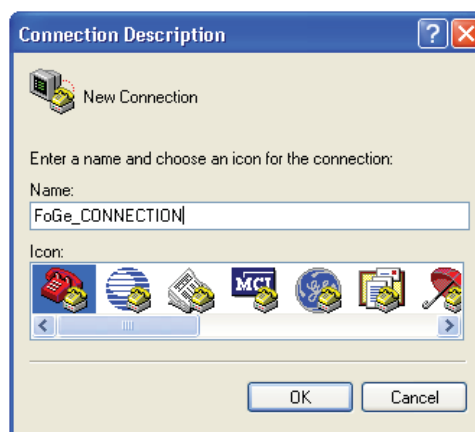 Connection Description
New Connection
Enter a name and choose an icon for the connection:
Name:
FoGe_CONNECTION
Icon:
MCI
OK
Cancel